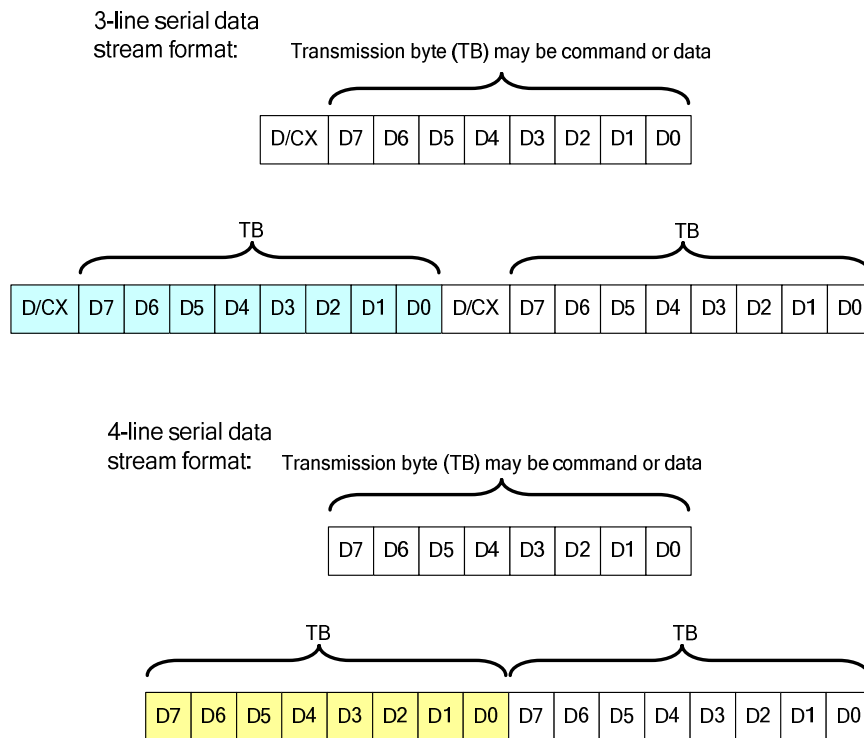 3-line serial data
stream format: Transmission byte (TB) may be command or data
D/CX D7 D6 D5 D4 D3 D2 D1 D0
TB TB
D/CX D7 D6 D5 D4 D3 D2 D1 D0 D/CX D7 D6 D5 D4 D3 D2 D1 D0
4-line serial data
stream format: Transmission byte (TB) may be command or data
D7 D6 D5 D4 D3 D2 D1 D0
TB TB
D7 D6 D5 D4 D3 D2 D1 D0 D7 D6 D5 D4 D3 D2 D1 D0